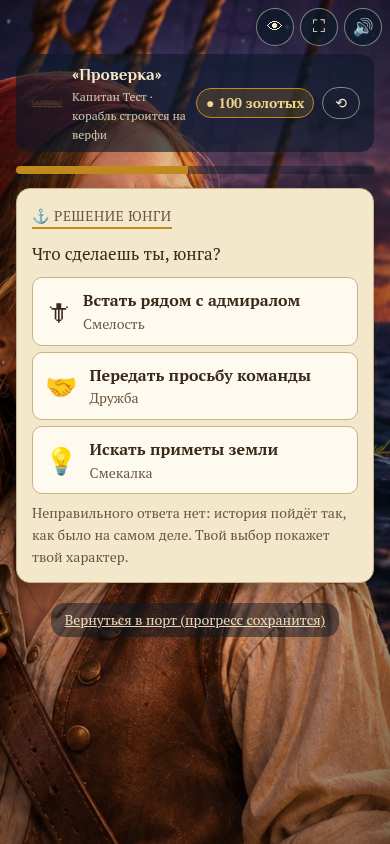 «Проверка»
Капитан Тест ·
корабль строится на
верфи
● 100 золотых
⚓ РЕШЕНИЕ ЮНГИ
Что сделаешь ты, юнга?
Встать рядом с адмиралом
Смелость
Передать просьбу команды
Дружба
Искать приметы земли
Смекалка
Неправильного ответа нет: история пойдёт так,
как было на самом деле. Твой выбор покажет
твой характер.
Вернуться в порт (прогресс сохранится)